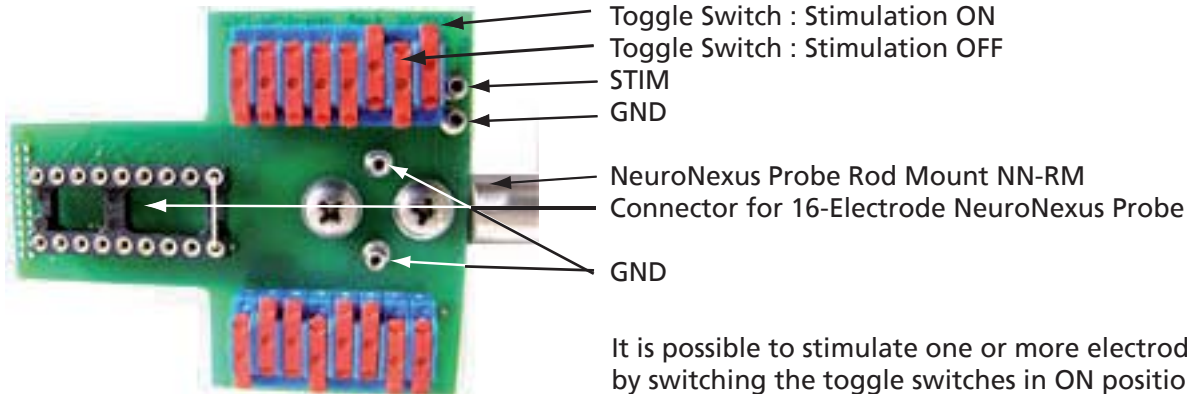 Toggle Switch : Stimulation ON
Toggle Switch : Stimulation OFF
STIM
GND
NeuroNexus Probe Rod Mount NN-RM
Connector for 16-Electrode NeuroNexus Probe
GND
It is possible to stimulate one or more electrod
by switching the toggle switches in ON positio